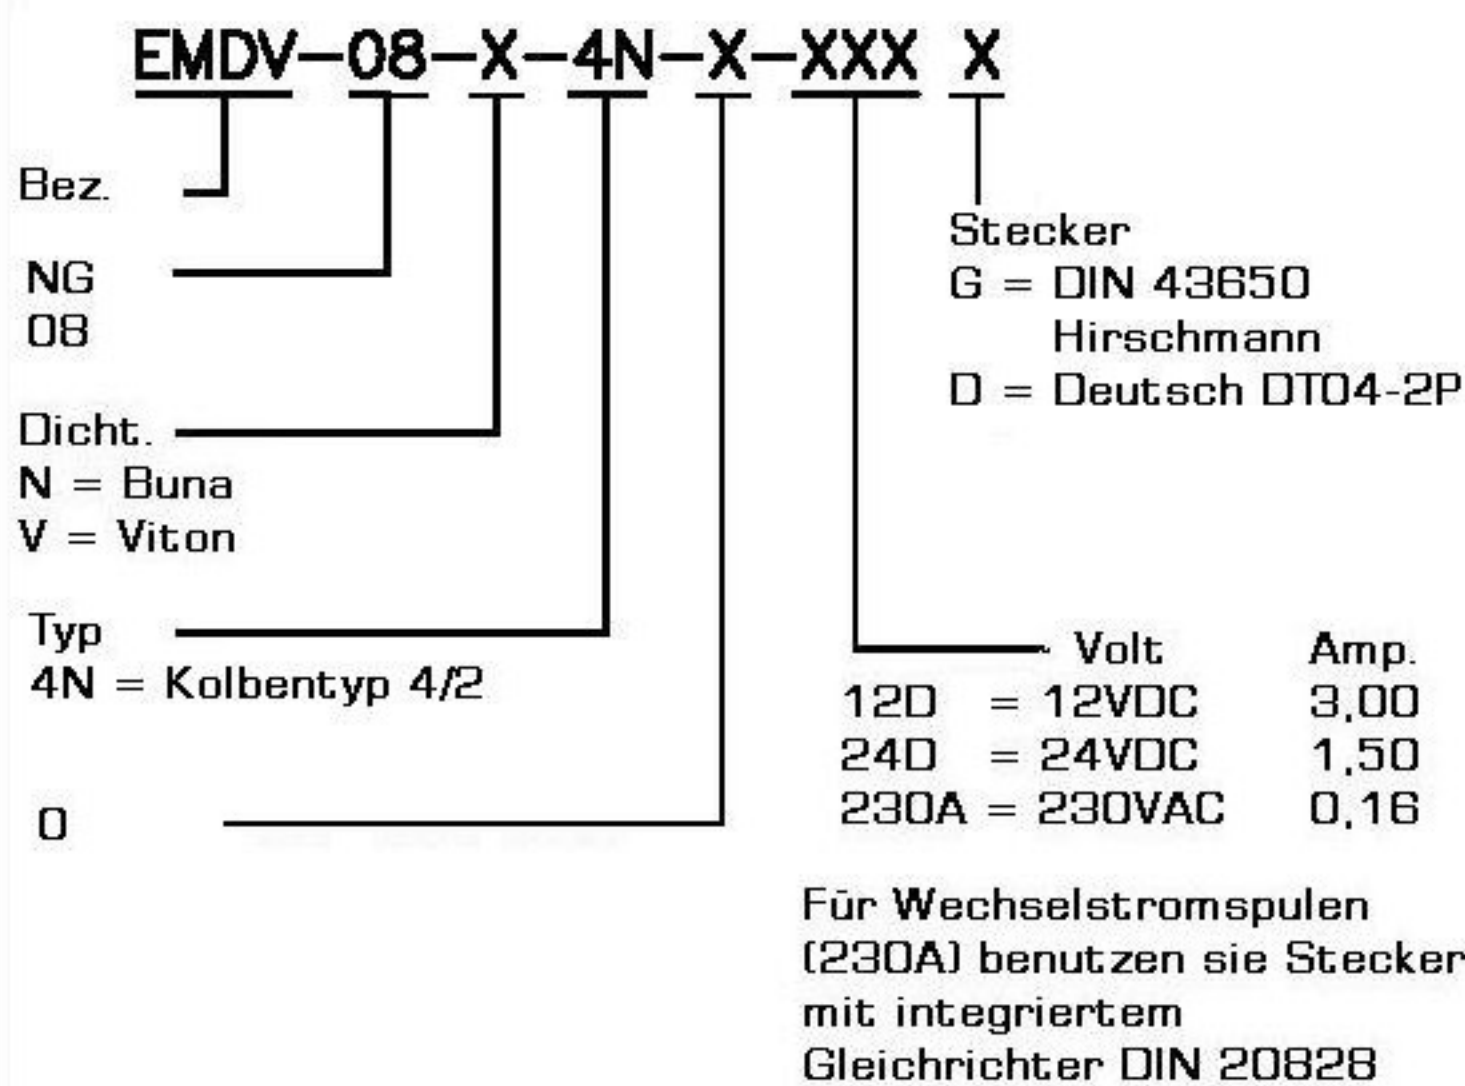 EMDV-08-X-4N-X-XXX X
Bez.
NG
08
Dicht.
N = Buna
V = Viton
Typ
4N = Kolbentyp 4/2
0
Stecker
G = DIN 43650
Hirschmann
D = Deutsch DT04-2P
Volt Amp.
12D = 12VDC 3,00
24D = 24VDC 1,50
230A = 230VAC 0,16
Für Wechselstromspulen
(230A) benutzen sie Stecker
mit integriertem
Gleichrichter DIN 20828